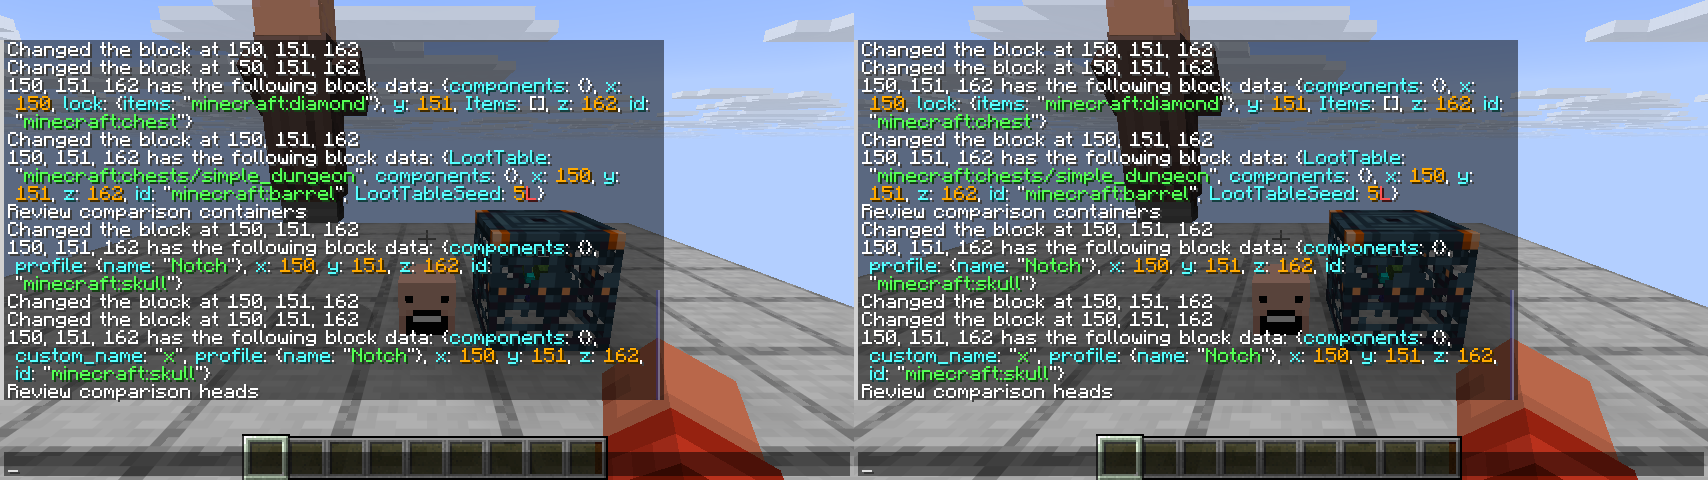 Changed the block at 150, 151, 162
Changed the block at 150, 151, 162
150, 151, 162 has the following block data: {components: {}, x:
150, lock: {items: "minecraft:diamond"}, y: 151, Items: [], z: 162, id:
"minecraft:chest"}
Changed the block at 150, 151, 162
150, 151, 162 has the following block data: {LootTable:
"minecraft:chests/simple_dungeon", components: {}, x: 150, y:
151, z: 162, id: "minecraft:barrel", LootTableSeed: 5L}
Review comparison containers
Changed the block at 150, 151, 162
150, 151, 162 has the following block data: {components: {},
profile: {name: "Notch"}, x: 150, y: 151, z: 162, id:
"minecraft:skull"}
Changed the block at 150, 151, 162
Changed the block at 150, 151, 162
150, 151, 162 has the following block data: {components: {},
custom_name: "x", profile: {name: "Notch"}, x: 150, y: 151, z: 162,
id: "minecraft:skull"}
Review comparison heads
_
Changed the block at 150, 151, 162
Changed the block at 150, 151, 162
150, 151, 162 has the following block data: {components: {}, x:
150, lock: {items: "minecraft:diamond"}, y: 151, Items: [], z: 162, id:
"minecraft:chest"}
Changed the block at 150, 151, 162
150, 151, 162 has the following block data: {LootTable:
"minecraft:chests/simple_dungeon", components: {}, x: 150, y:
151, z: 162, id: "minecraft:barrel", LootTableSeed: 5L}
Review comparison containers
Changed the block at 150, 151, 162
150, 151, 162 has the following block data: {components: {},
profile: {name: "Notch"}, x: 150, y: 151, z: 162, id:
"minecraft:skull"}
Changed the block at 150, 151, 162
Changed the block at 150, 151, 162
150, 151, 162 has the following block data: {components: {},
custom_name: "x", profile: {name: "Notch"}, x: 150, y: 151, z: 162,
id: "minecraft:skull"}
Review comparison heads
_